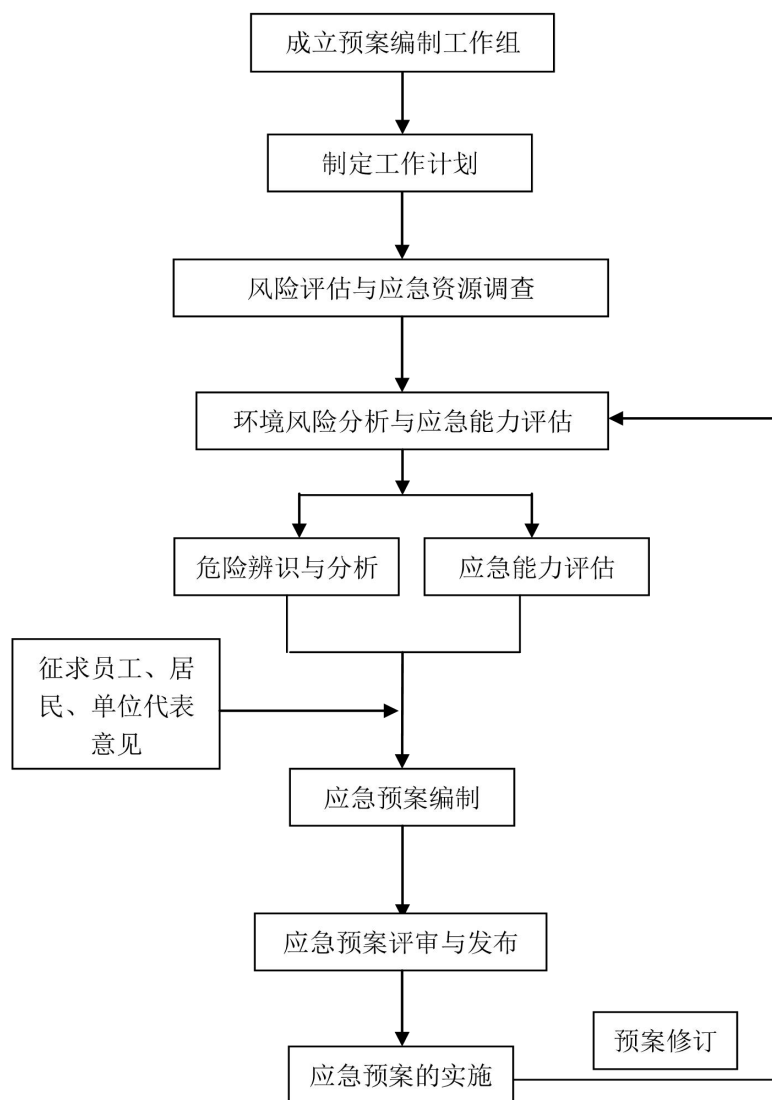 成立预案编制工作组
制定工作计划
风险评估与应急资源调查
环境风险分析与应急能力评估
危险辨识与分析
应急能力评估
征求员工、居
民、单位代表
意见
应急预案编制
应急预案评审与发布
预案修订
应急预案的实施